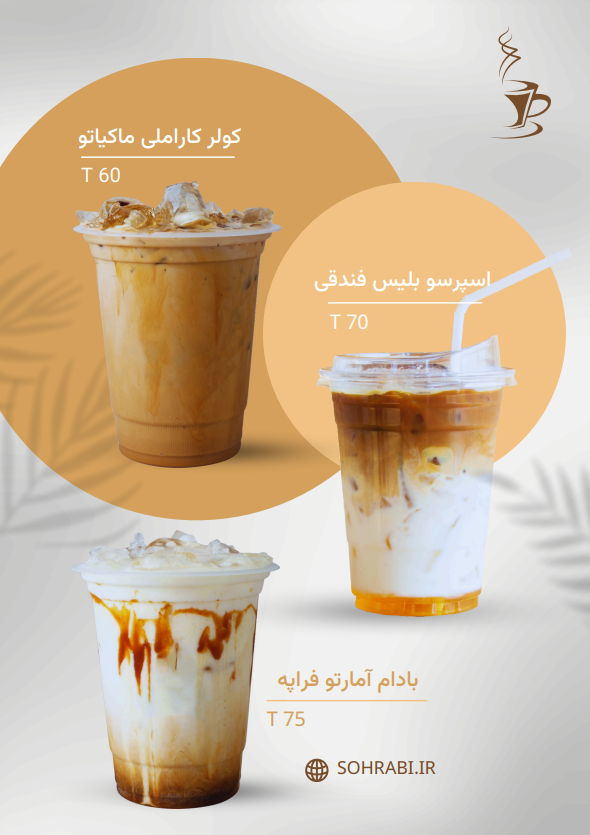 کولر کاراملی ماکیاتو
T 60
اسپرسو بلیس فندقی
T 70
بادام آمارتو فراپه
T 75
SOHRABI.IR